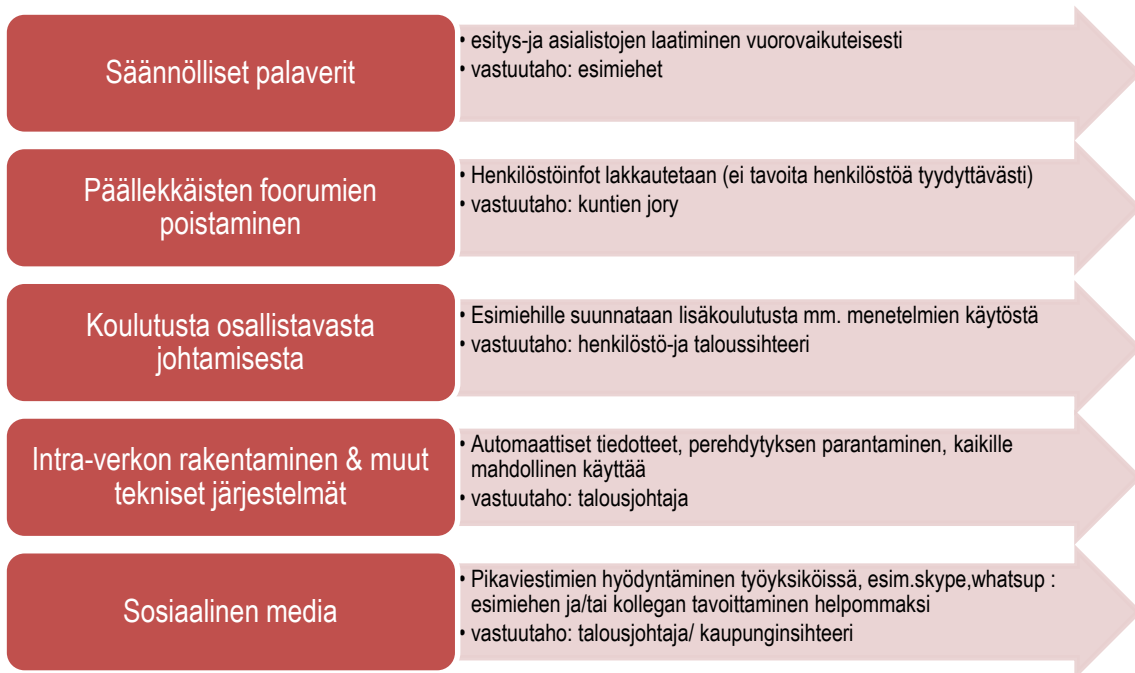 Säännölliset palaverit
• esitys-ja asialistojen laatiminen vuorovaikuteisesti
• vastuutaho: esimiehet
Päällekkäisten foorumien
poistaminen
• Henkilöstöinfot lakkautetaan (ei tavoita henkilöstöä tyydyttävästi)
• vastuutaho: kuntien jory
Koulutusta osallistavasta
johtamisesta
• Esimiehille suunnataan lisäkoulutusta mm. menetelmien käytöstä
• vastuutaho: henkilöstö-ja taloussihteeri
Intra-verkon rakentaminen & muut
tekniset järjestelmät
• Automaattiset tiedotteet, perehdytyksen parantaminen, kaikille
mahdollinen käyttää
• vastuutaho: talousjohtaja
Sosiaalinen media
• Pikaviestimien hyödyntäminen työyksiköissä, esim.skype,whatsup :
esimiehen ja/tai kollegan tavoittaminen helpommaksi
• vastuutaho: talousjohtaja/ kaupunginsihteeri